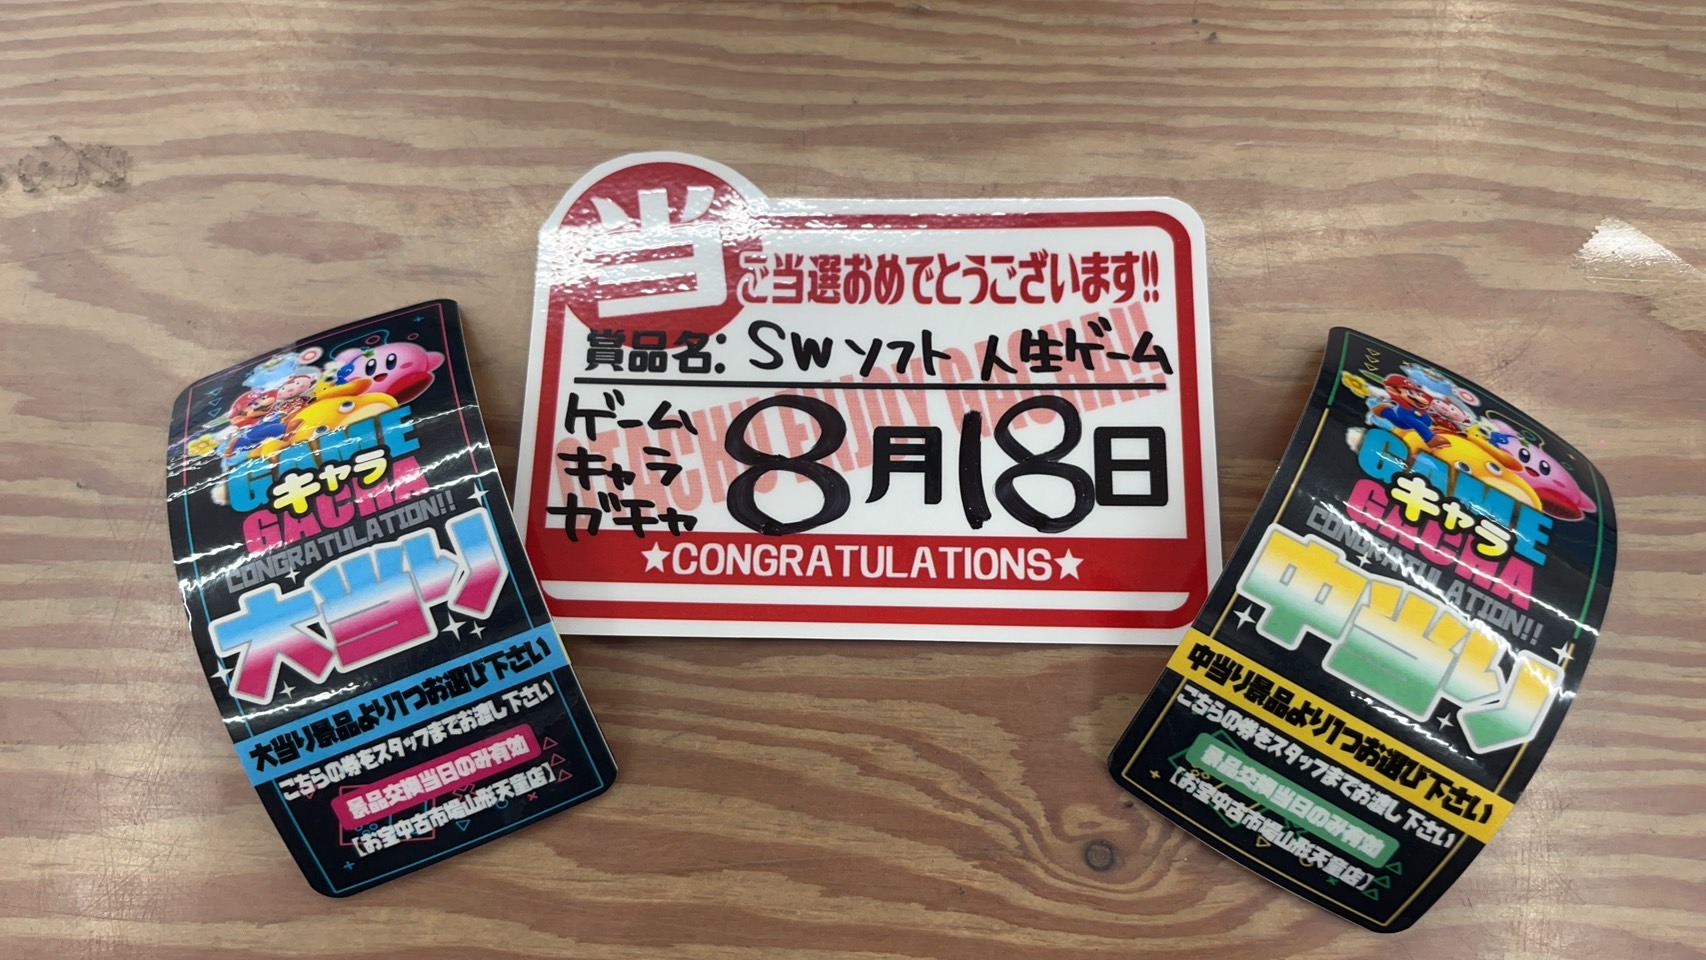 当
ご当選おめでとうございます!!
賞品名: SWソフト 人生ゲーム
ゲーム
キャラ
ガチャ
8月18日
★CONGRATULATIONS★
GAME
キャラ
GACHA
CONGRATULATION!!
大当り
大当り景品より1つお選び下さい
こちらの券をスタッフまでお渡し下さい
景品交換当日のみ有効
[お宝中古市場山形天童店]
GAME
キャラ
GACHA
CONGRATULATION!!
中当り
中当り景品より1つお選び下さい
こちらの券をスタッフまでお渡し下さい
景品交換当日のみ有効
[お宝中古市場山形天童店]